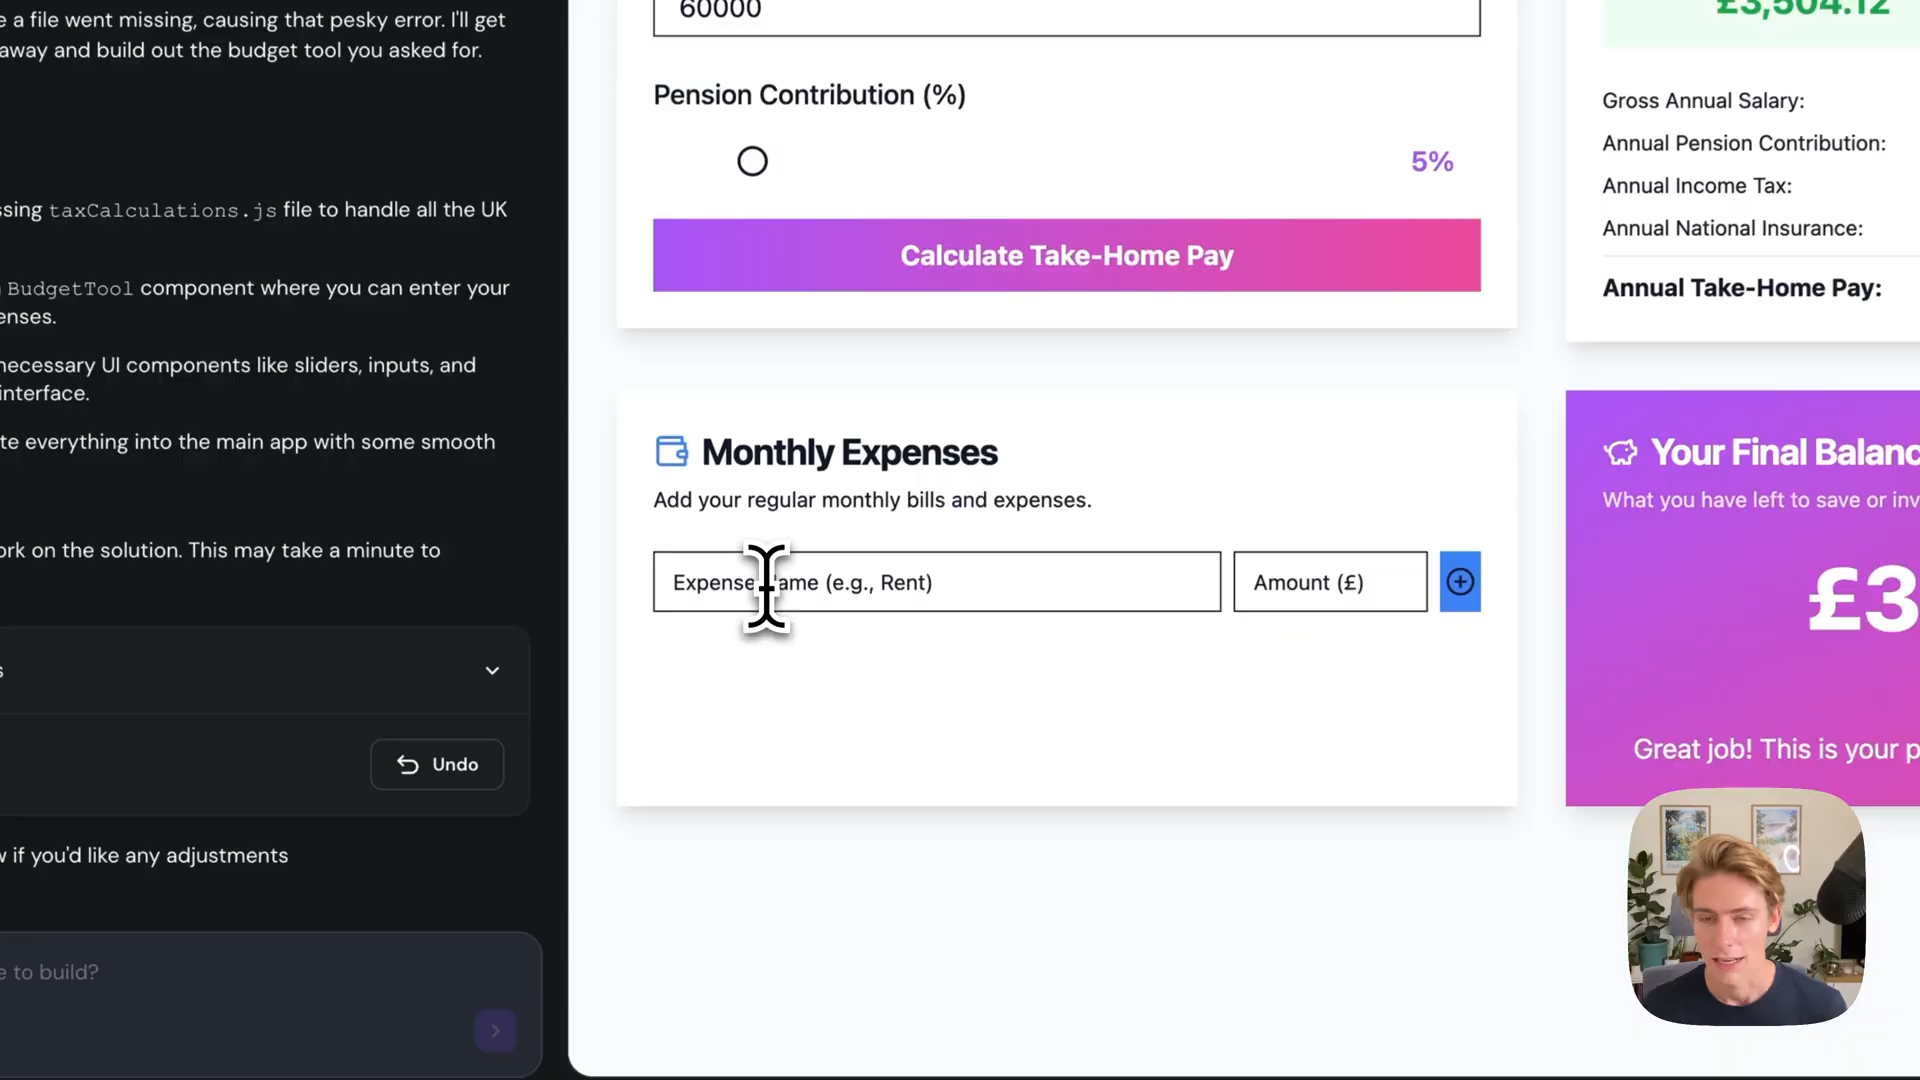 e a file went missing, causing that pesky error. I'll get
away and build out the budget tool you asked for.
ssing taxCalculations.js file to handle all the UK
BudgetTool component where you can enter your
enses.
necessary UI components like sliders, inputs, and
interface.
te everything into the main app with some smooth
ork on the solution. This may take a minute to
s
Undo
w if you'd like any adjustments
e to build?
60000
Pension Contribution (%)
5%
Calculate Take-Home Pay
Monthly Expenses
Add your regular monthly bills and expenses.
Expense ame (e.g., Rent)
Amount (£)
£3,504.12
Gross Annual Salary:
Annual Pension Contribution:
Annual Income Tax:
Annual National Insurance:
Annual Take-Home Pay:
Your Final Balanc
What you have left to save or inv
£3
Great job! This is your p